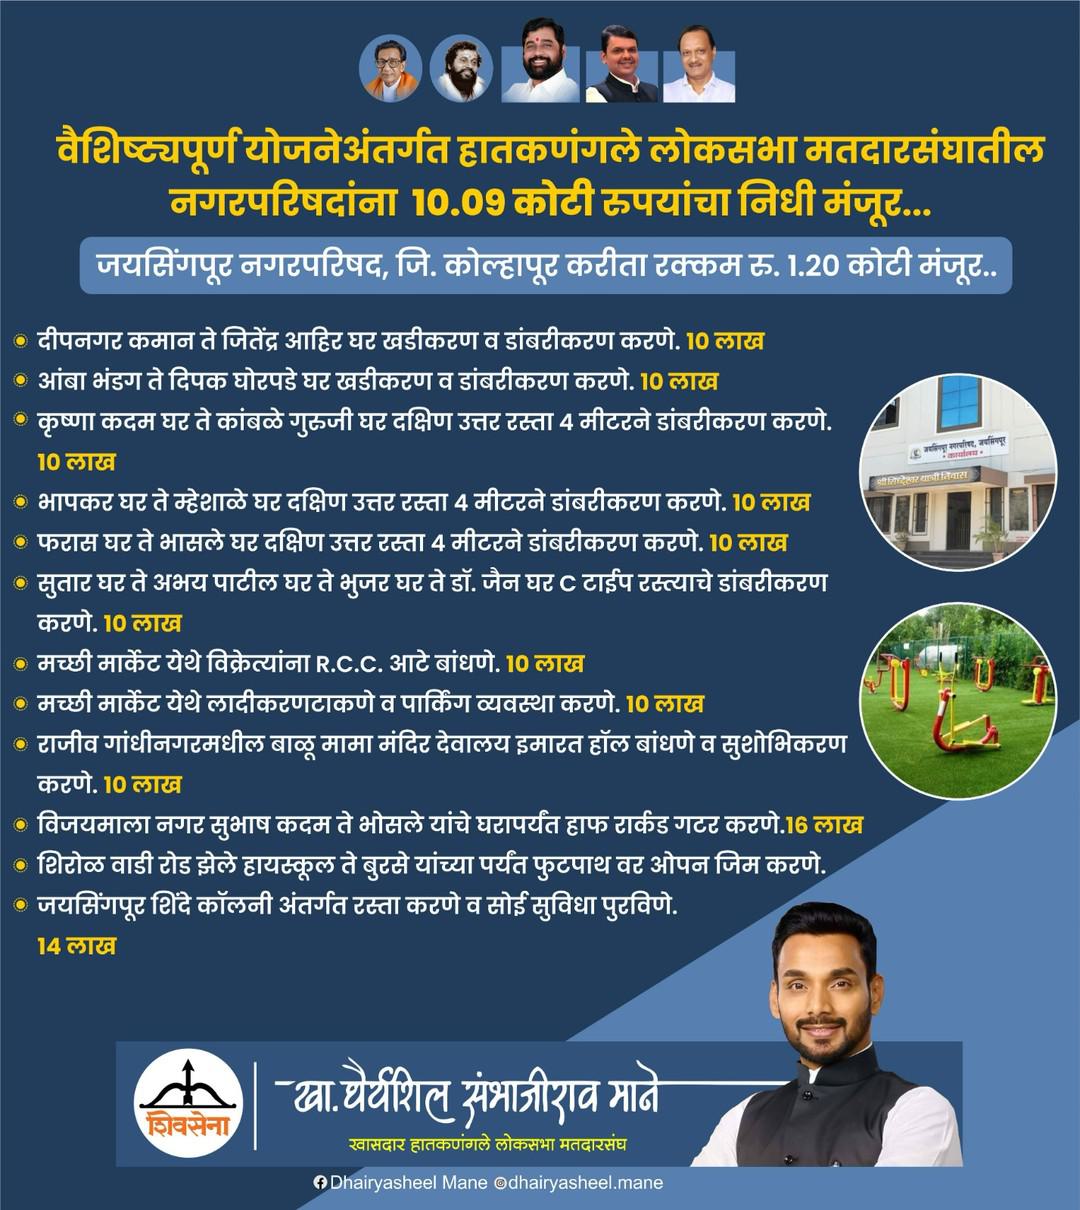 वैशिष्ट्यपूर्ण योजनेअंतर्गत हातकणंगले लोकसभा मतदारसंघातील
नगरपरिषदांना 10.09 कोटी रुपयांचा निधी मंजूर...
जयसिंगपूर नगरपरिषद, जि. कोल्हापूर करीता रक्कम रु. 1.20 कोटी मंजूर..
दीपनगर कमान ते जितेंद्र आहिर घर खडीकरण व डांबरीकरण करणे. 10 लाख
आंबा भंडग ते दिपक घोरपडे घर खडीकरण व डांबरीकरण करणे. 10 लाख
कृष्णा कदम घर ते कांबळे गुरुजी घर दक्षिण उत्तर रस्ता 4 मीटरने डांबरीकरण करणे.
10 लाख
भापकर घर ते म्हेशाळे घर दक्षिण उत्तर रस्ता 4 मीटरने डांबरीकरण करणे. 10 लाख
फरास घर ते भासले घर दक्षिण उत्तर रस्ता 4 मीटरने डांबरीकरण करणे. 10 लाख
सुतार घर ते अभय पाटील घर ते भुजर घर ते डॉ. जैन घर C टाईप रस्त्याचे डांबरीकरण
करणे. 10 लाख
मच्छी मार्केट येथे विक्रेत्यांना R.C.C. आटे बांधणे. 10 लाख
मच्छी मार्केट येथे लादीकरणटाकणे व पार्किंग व्यवस्था करणे. 10 लाख
राजीव गांधीनगरमधील बाळू मामा मंदिर देवालय इमारत हॉल बांधणे व सुशोभिकरण
करणे. 10 लाख
विजयमाला नगर सुभाष कदम ते भोसले यांचे घरापर्यंत हाफ रार्कड गटर करणे.16 लाख
शिरोळ वाडी रोड झेले हायस्कूल ते बुरसे यांच्या पर्यंत फुटपाथ वर ओपन जिम करणे.
जयसिंगपूर शिंदे कॉलनी अंतर्गत रस्ता करणे व सोई सुविधा पुरविणे.
14 लाख
जयसिंगपूर नगरपरिषद, जयसिंगपूर
कार्यालय
श्री सिध्देश्वर यात्री निवास
शिवसेना
खा. धैर्यशिल संभाजीराव माने
खासदार हातकणंगले लोकसभा मतदारसंघ
Dhairyasheel Mane dhairyasheel.mane